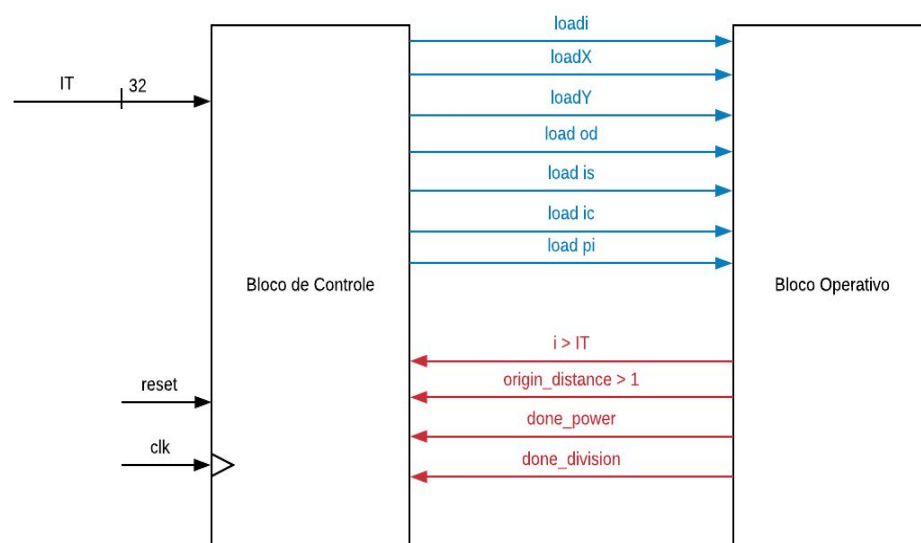 loadi
IT
32
loadX
loadY
load od
load is
load ic
load pi
Bloco de Controle
Bloco Operativo
i > IT
origin_distance > 1
reset
done_power
clk
done_division